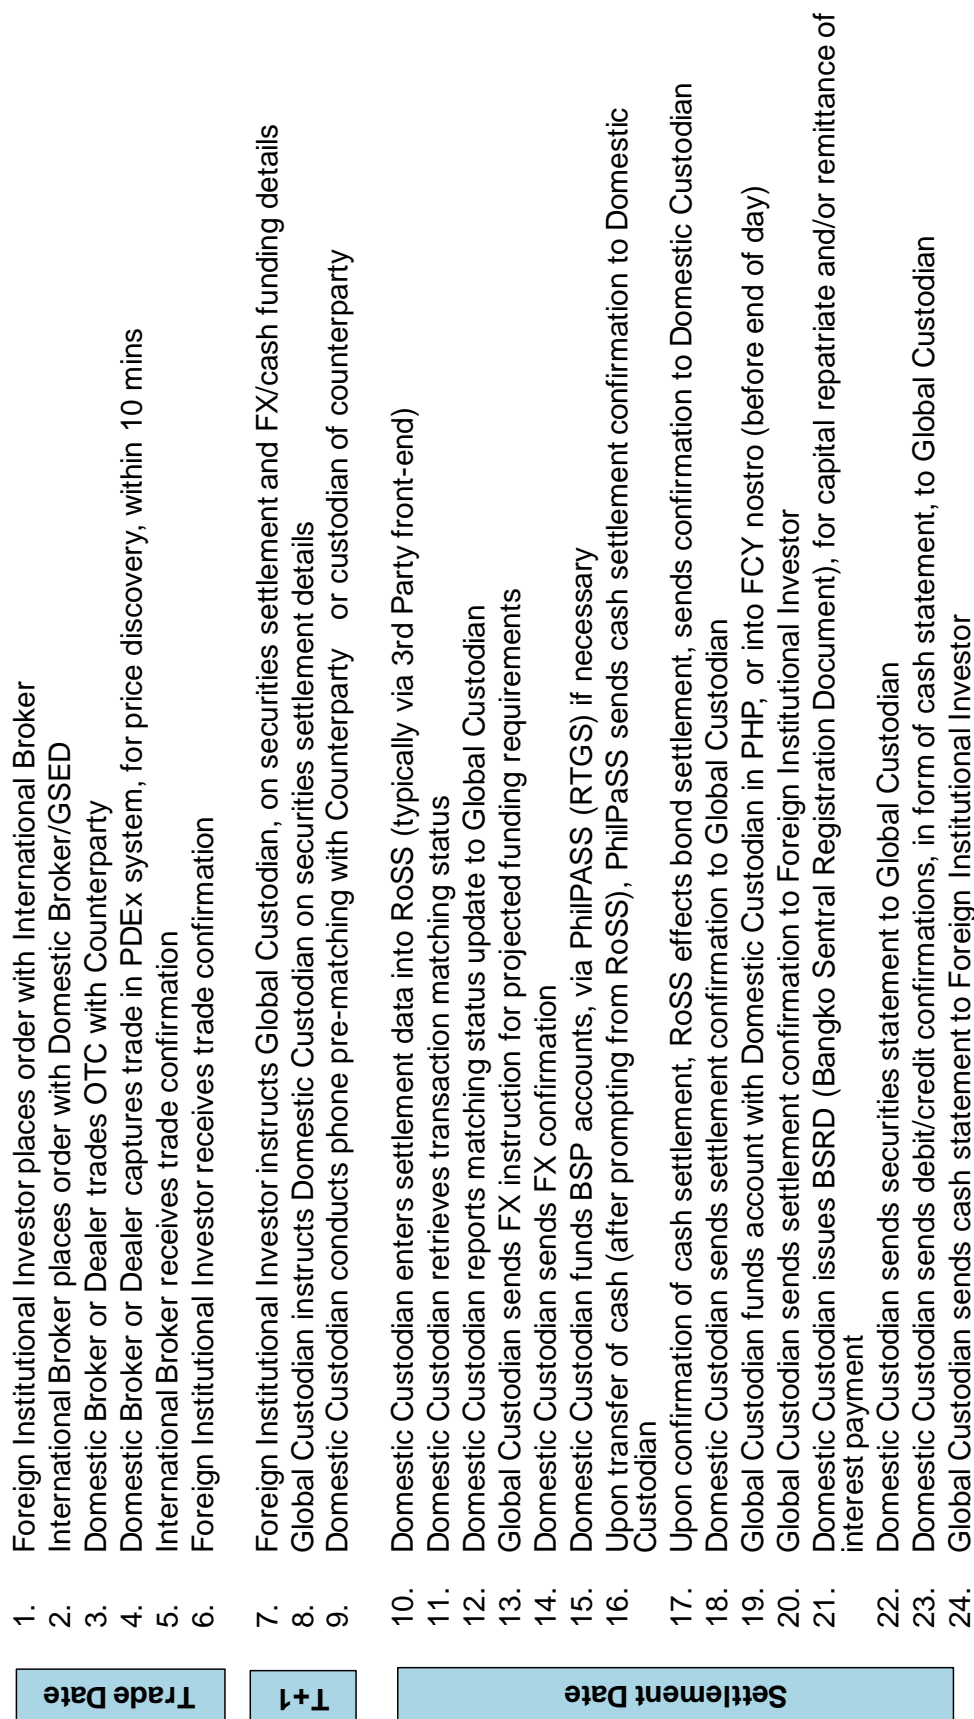 Trade Date
1. Foreign Institutional Investor places order with International Broker
2. International Broker places order with Domestic Broker/GSED
3. Domestic Broker or Dealer trades OTC with Counterparty
4. Domestic Broker or Dealer captures trade in PDEx system, for price discovery, within 10 mins
5. International Broker receives trade confirmation
6. Foreign Institutional Investor receives trade confirmation
T+1
7. Foreign Institutional Investor instructs Global Custodian, on securities settlement and FX/cash funding details
8. Global Custodian instructs Domestic Custodian on securities settlement details
9. Domestic Custodian conducts phone pre-matching with Counterparty or custodian of counterparty
Settlement Date
10. Domestic Custodian enters settlement data into RoSS (typically via 3rd Party front-end)
11. Domestic Custodian retrieves transaction matching status
12. Domestic Custodian reports matching status update to Global Custodian
13. Global Custodian sends FX instruction for projected funding requirements
14. Domestic Custodian sends FX confirmation
15. Domestic Custodian funds BSP accounts, via PhilPASS (RTGS) if necessary
16. Upon transfer of cash (after prompting from RoSS), PhilPaSS sends cash settlement confirmation to Domestic
Custodian
17. Upon confirmation of cash settlement, RoSS effects bond settlement, sends confirmation to Domestic Custodian
18. Domestic Custodian sends settlement confirmation to Global Custodian
19. Global Custodian funds account with Domestic Custodian in PHP, or into FCY nostro (before end of day)
20. Global Custodian sends settlement confirmation to Foreign Institutional Investor
21. Domestic Custodian issues BSRD (Bangko Sentral Registration Document), for capital repatriate and/or remittance of
interest payment
22. Domestic Custodian sends securities statement to Global Custodian
23. Domestic Custodian sends debit/credit confirmations, in form of cash statement, to Global Custodian
24. Global Custodian sends cash statement to Foreign Institutional Investor